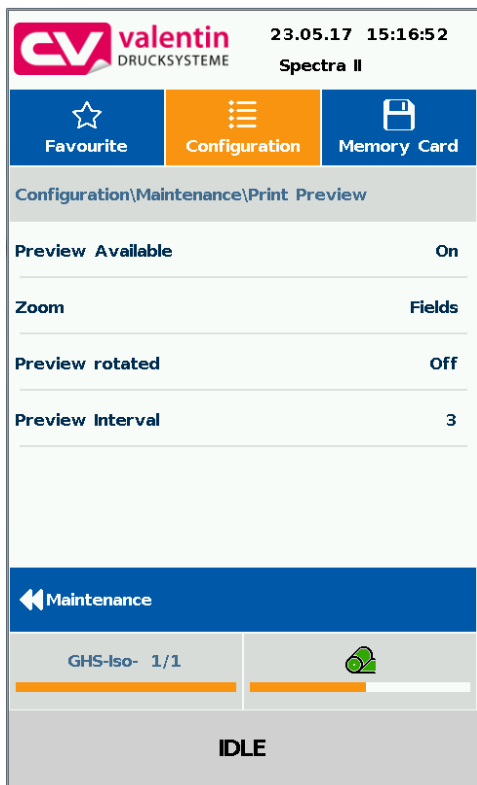 CV valentin
DRUCKSYSTEME
23.05.17 15:16:52
Spectra II
Favourite
Configuration
Memory Card
Configuration\Maintenance\Print Preview
Preview Available On
Zoom Fields
Preview rotated Off
Preview Interval 3
Maintenance
GHS-Iso- 1/1
IDLE